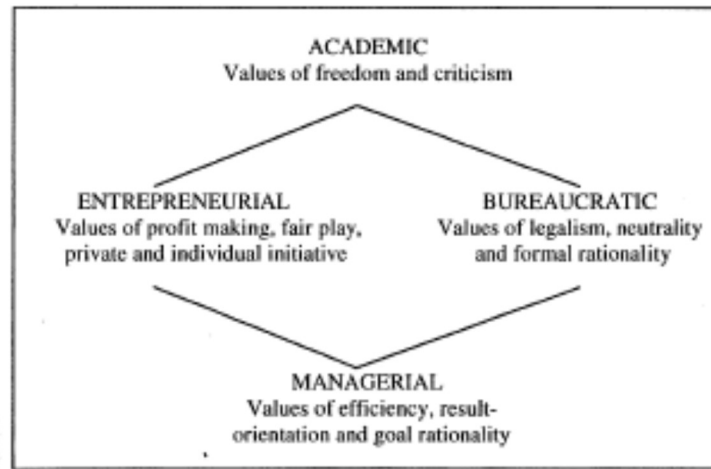 ACADEMIC
Values of freedom and criticism
ENTREPRENEURIAL
Values of profit making, fair play,
private and individual initiative
BUREAUCRATIC
Values of legalism, neutrality
and formal rationality
MANAGERIAL
Values of efficiency, result-
orientation and goal rationality